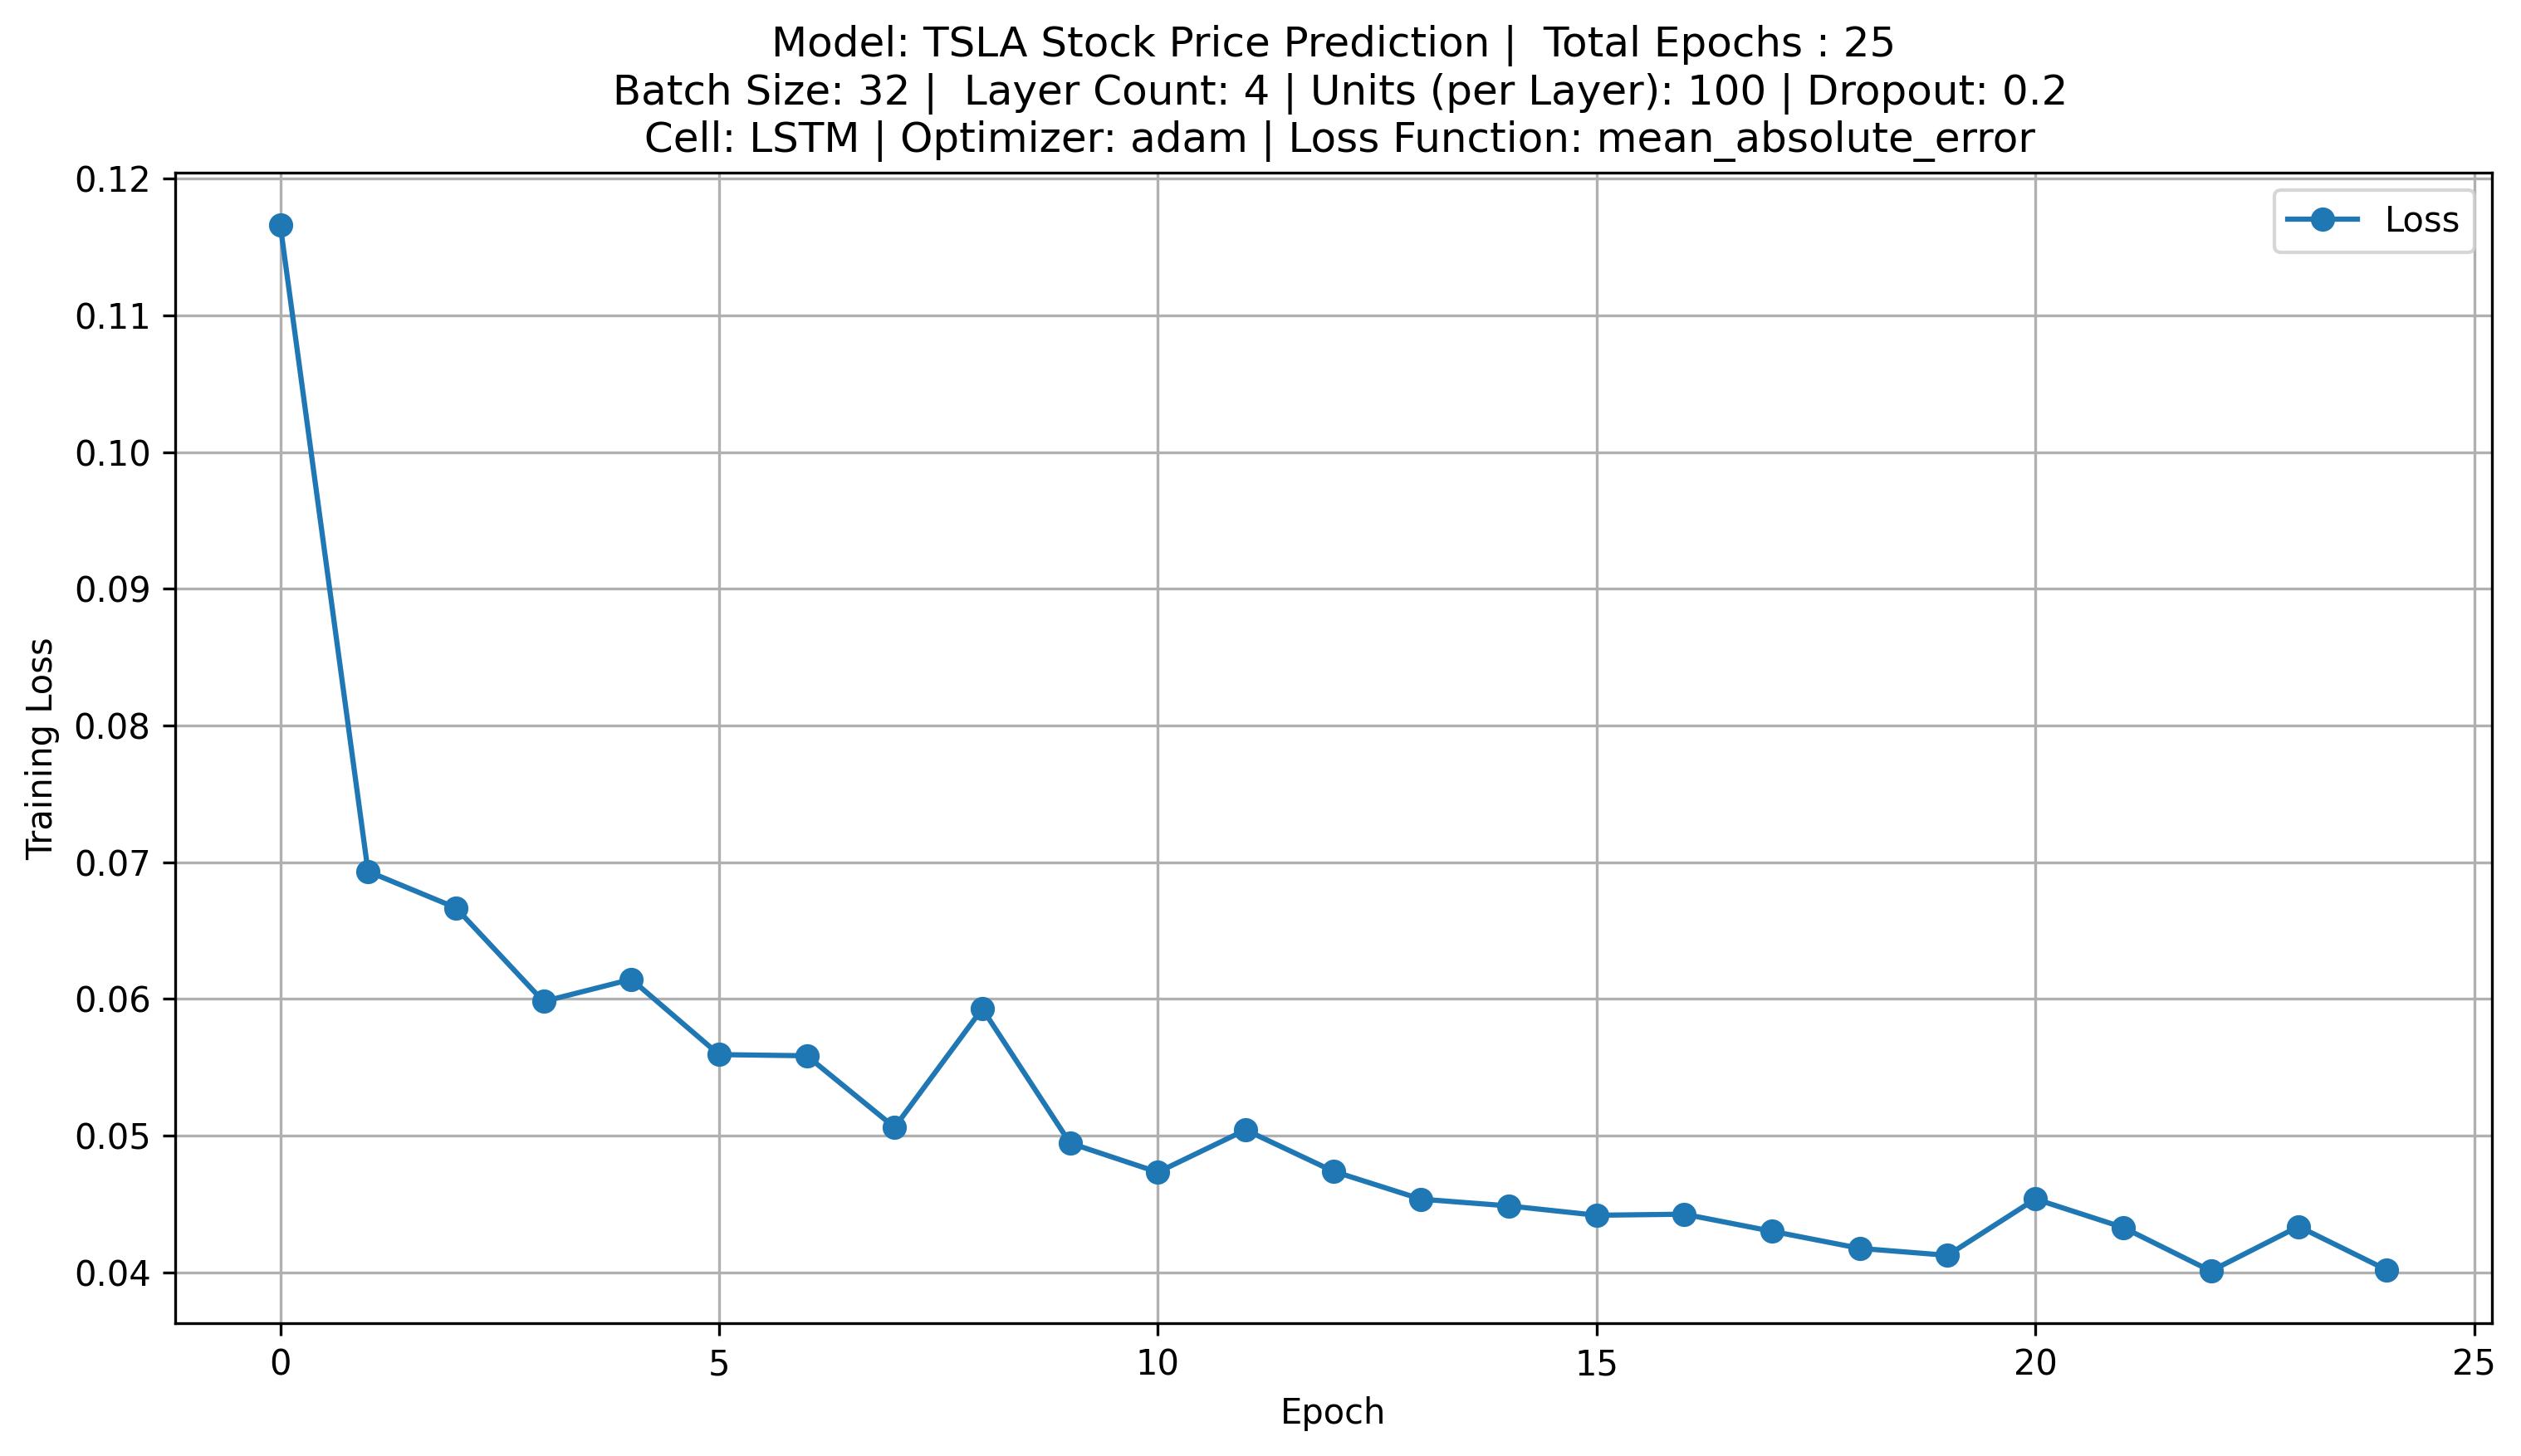 Model: TSLA Stock Price Prediction |  Total Epochs : 25
Batch Size: 32 |  Layer Count: 4 | Units (per Layer): 100 | Dropout: 0.2
Cell: LSTM | Optimizer: adam | Loss Function: mean_absolute_error
Loss
Training Loss
0.12
0.11
0.10
0.09
0.08
0.07
0.06
0.05
0.04
0
5
10
15
20
25
Epoch